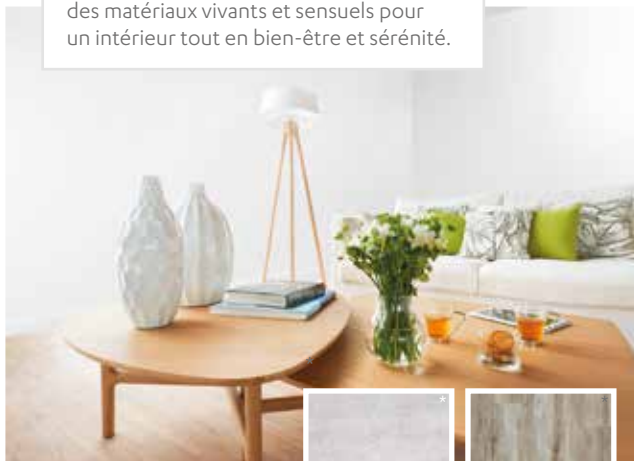 des matériaux vivants et sensuels pour
un intérieur tout en bien-être et sérénité.
*
*